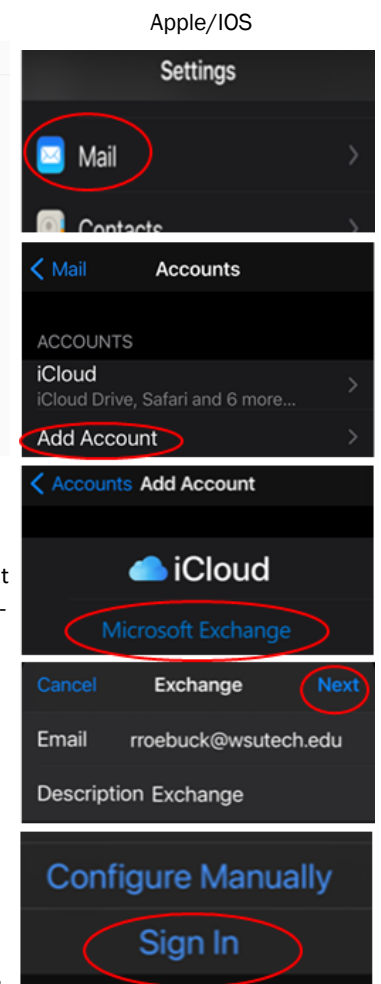 Apple/IOS
Settings
Mail
Contacts
Mail Accounts
ACCOUNTS
iCloud
iCloud Drive, Safari and 6 more...
Add Account
Accounts Add Account
iCloud
t
-
Microsoft Exchange
Cancel Exchange Next
Email rroebuck@wsutech.edu
Description Exchange
Configure Manually
Sign In